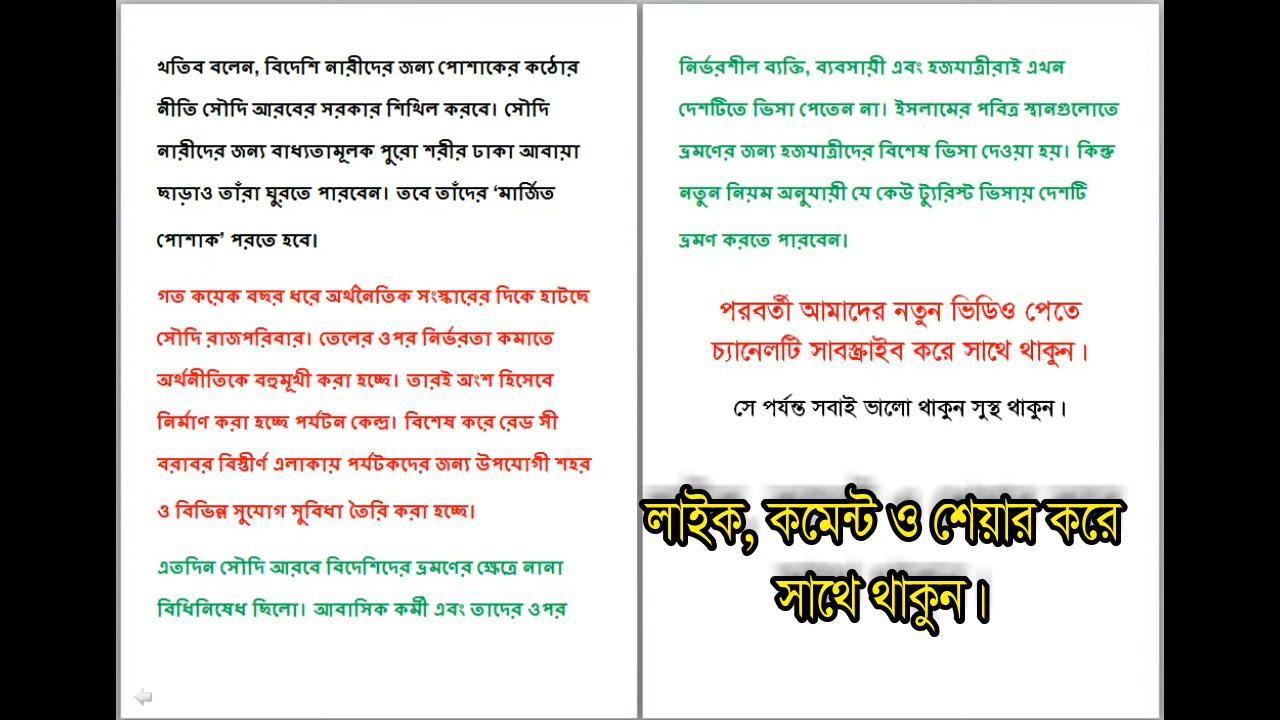 খতিব বলেন, বিদেশি নারীদের জন্য পোশাকের কঠোর
নীতি সৌদি আরবের সরকার শিথিল করবে। সৌদি
নারীদের জন্য বাধ্যতামূলক পুরো শরীর ঢাকা আবায়া
ছাড়াও তাঁরা ঘুরতে পারবেন। তবে তাঁদের ‘মার্জিত
পোশাক’ পরতে হবে।
গত কয়েক বছর ধরে অর্থনৈতিক সংস্কারের দিকে হাটছে
সৌদি রাজপরিবার। তেলের ওপর নির্ভরতা কমাতে
অর্থনীতিকে বহুমূখী করা হচ্ছে। তারই অংশ হিসেবে
নির্মাণ করা হচ্ছে পর্যটন কেন্দ্র। বিশেষ করে রেড সী
বরাবর বিস্তীর্ণ এলাকায় পর্যটকদের জন্য উপযোগী শহর
ও বিভিন্ন সুযোগ সুবিধা তৈরি করা হচ্ছে।
এতদিন সৌদি আরবে বিদেশিদের ভ্রমণের ক্ষেত্রে নানা
বিধিনিষেধ ছিলো। আবাসিক কর্মী এবং তাদের ওপর
নির্ভরশীল ব্যক্তি, ব্যবসায়ী এবং হজযাত্রীরাই এখন
দেশটিতে ভিসা পেতেন না। ইসলামের পবিত্র স্থানগুলোতে
ভ্রমণের জন্য হজযাত্রীদের বিশেষ ভিসা দেওয়া হয়। কিন্তু
নতুন নিয়ম অনুযায়ী যে কেউ ট্যুরিস্ট ভিসায় দেশটি
ভ্রমণ করতে পারবেন।
পরবর্তী আমাদের নতুন ভিডিও পেতে
চ্যানেলটি সাবস্ক্রাইব করে সাথে থাকুন।
সে পর্যন্ত সবাই ভালো থাকুন সুস্থ থাকুন।
লাইক, কমেন্ট ও শেয়ার করে
সাথে থাকুন।